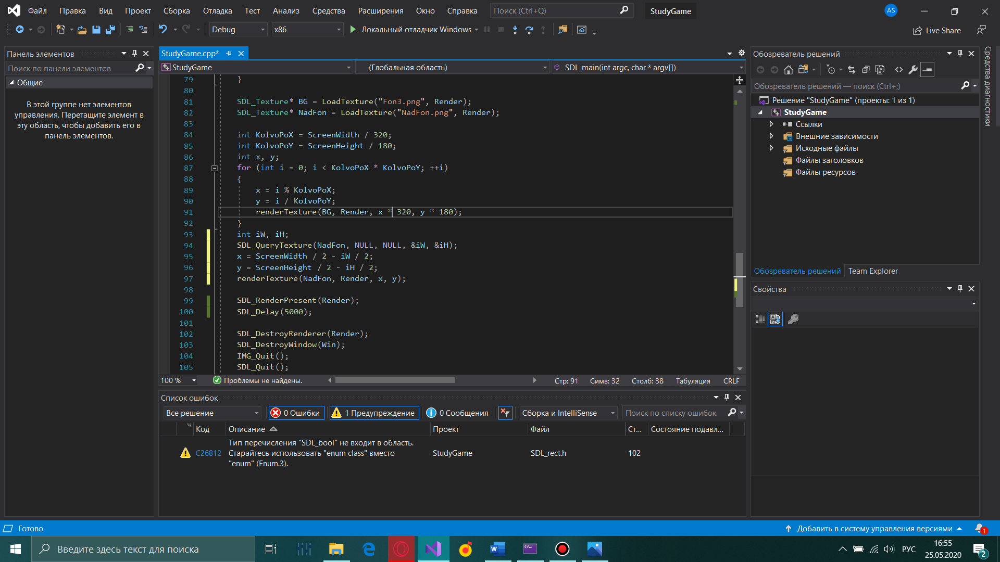 Файл Правка Вид Проект Сборка Отладка Тест Анализ Средства Расширения Окно Справка Поиск (Ctrl+Q) StudyGame AS
Debug x86 Локальный отладчик Windows Live Share
Панель элементов
Поиск по панели элементов
Общие
В этой группе нет элементов
управления. Перетащите элемент в
эту область, чтобы добавить его в
панель элементов.
StudyGame.cpp*
StudyGame (Глобальная область) SDL_main(int argc, char * argv[])
79 }
80
81 SDL_Texture* BG = LoadTexture("Fon3.png", Render);
82 SDL_Texture* NadFon = LoadTexture("NadFon.png", Render);
83
84 int KolvoPoX = ScreenWidth / 320;
85 int KolvoPoY = ScreenHeight / 180;
86 int x, y;
87 for (int i = 0; i < KolvoPoX * KolvoPoY; ++i)
88 {
89 x = i % KolvoPoX;
90 y = i / KolvoPoY;
91 renderTexture(BG, Render, x * 320, y * 180);
92 }
93 int iW, iH;
94 SDL_QueryTexture(NadFon, NULL, NULL, &iW, &iH);
95 x = ScreenWidth / 2 - iW / 2;
96 y = ScreenHeight / 2 - iH / 2;
97 renderTexture(NadFon, Render, x, y);
98
99 SDL_RenderPresent(Render);
100 SDL_Delay(5000);
101
102 SDL_DestroyRenderer(Render);
103 SDL_DestroyWindow(Win);
104 IMG_Quit();
105 SDL_Quit();
100 % Проблемы не найдены. Стр: 91 Симв: 32 Столб: 38 Табуляция CRLF
Список ошибок
Все решение 0 Ошибки 1 Предупреждение 0 Сообщения Сборка и IntelliSense Поиск по списку ошибок
Код Описание Проект Файл Ст... Состояние подавл...
Тип перечисления "SDL_bool" не входит в область.
C26812 Старайтесь использовать "enum class" вместо StudyGame SDL_rect.h 102
"enum" (Enum.3).
Обозреватель решений
Обозреватель решений — поиск (Ctrl+;)
Решение "StudyGame" (проекты: 1 из 1)
StudyGame
Ссылки
Внешние зависимости
Исходные файлы
Файлы заголовков
Файлы ресурсов
Обозреватель решений Team Explorer
Свойства
Средства диагностики
Готово Добавить в систему управления версиями 1
Введите здесь текст для поиска РУС 16:55
25.05.2020 2